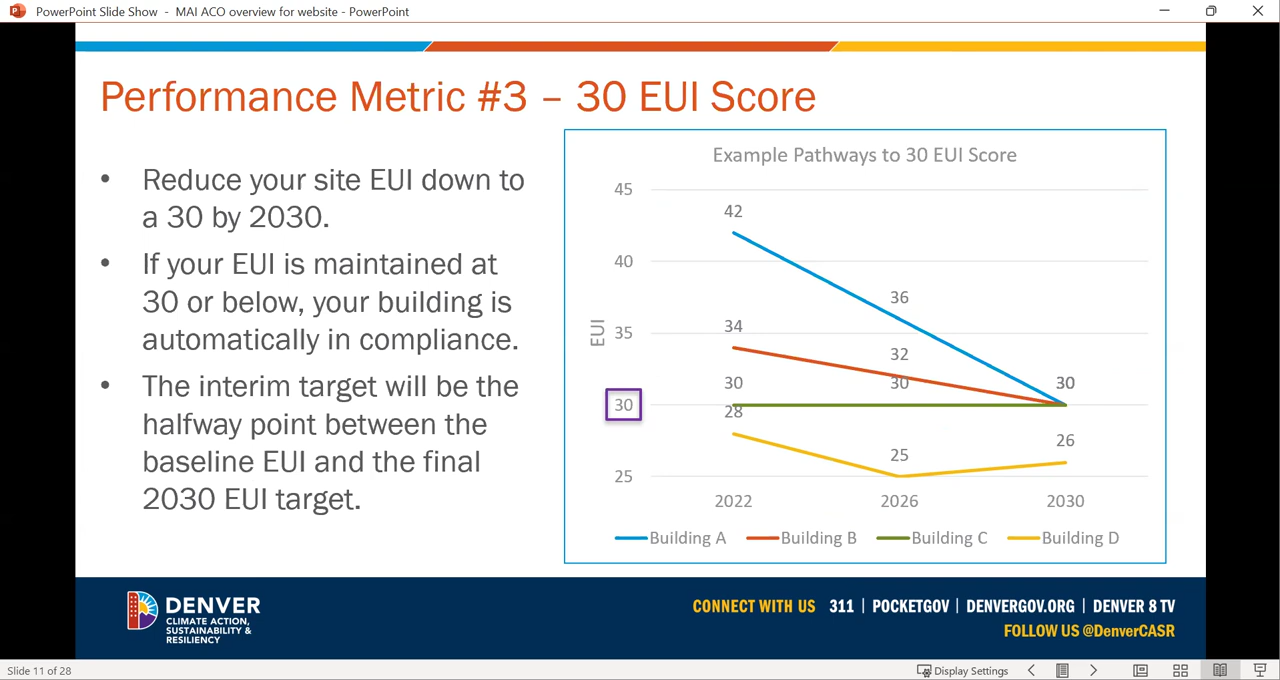 PowerPoint Slide Show - MAI ACO overview for website - PowerPoint
Performance Metric #3 – 30 EUI Score
• Reduce your site EUI down to
a 30 by 2030.
• If your EUI is maintained at
30 or below, your building is
automatically in compliance.
• The interim target will be the
halfway point between the
baseline EUI and the final
2030 EUI target.
Example Pathways to 30 EUI Score
45
42
40
36
EUI
35
34
32
30
30
30
30
28
26
25
25
2022 2026 2030
Building A Building B Building C Building D
DENVER
CLIMATE ACTION,
SUSTAINABILITY &
RESILIENCY
CONNECT WITH US 311 | POCKETGOV | DENVERGOV.ORG | DENVER 8 TV
FOLLOW US @DenverCASR
Slide 11 of 28
Display Settings